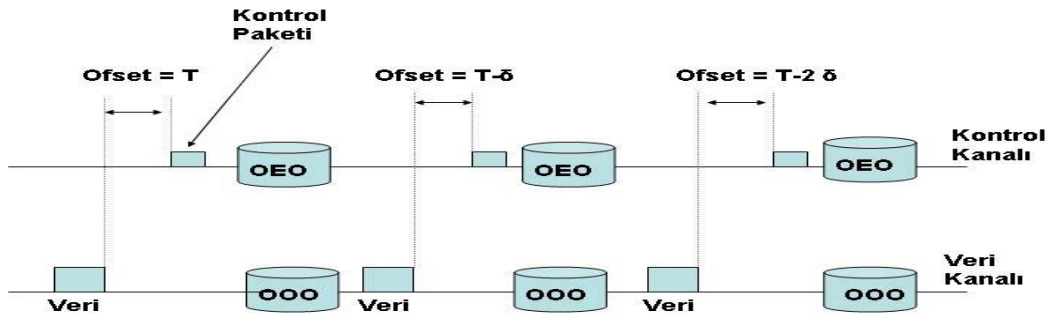 Kontrol
Paketi
Ofset = T
Ofset = T-δ
Ofset = T-2 δ
OEO
OEO
OEO
Kontrol
Kanalı
Veri
OOO
Veri
OOO
Veri
OOO
Veri
Kanalı